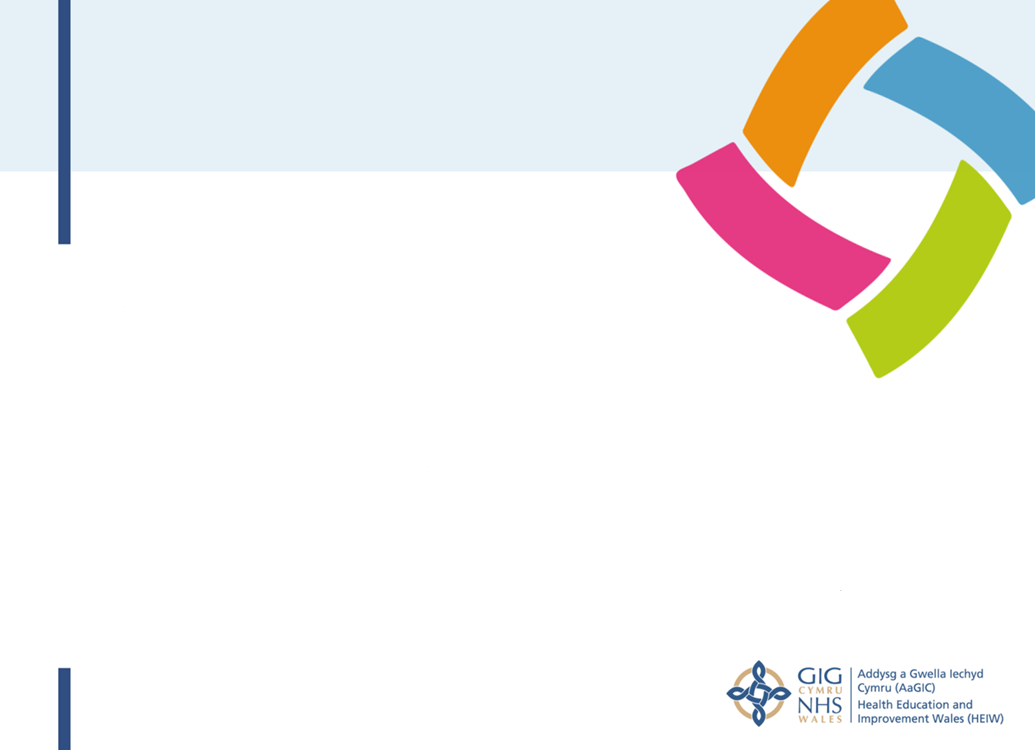 GIG
CYMRU
NHS
WALES
Addysg a Gwella Iechyd
Cymru (AaGIC)
Health Education and
Improvement Wales (HEIW)